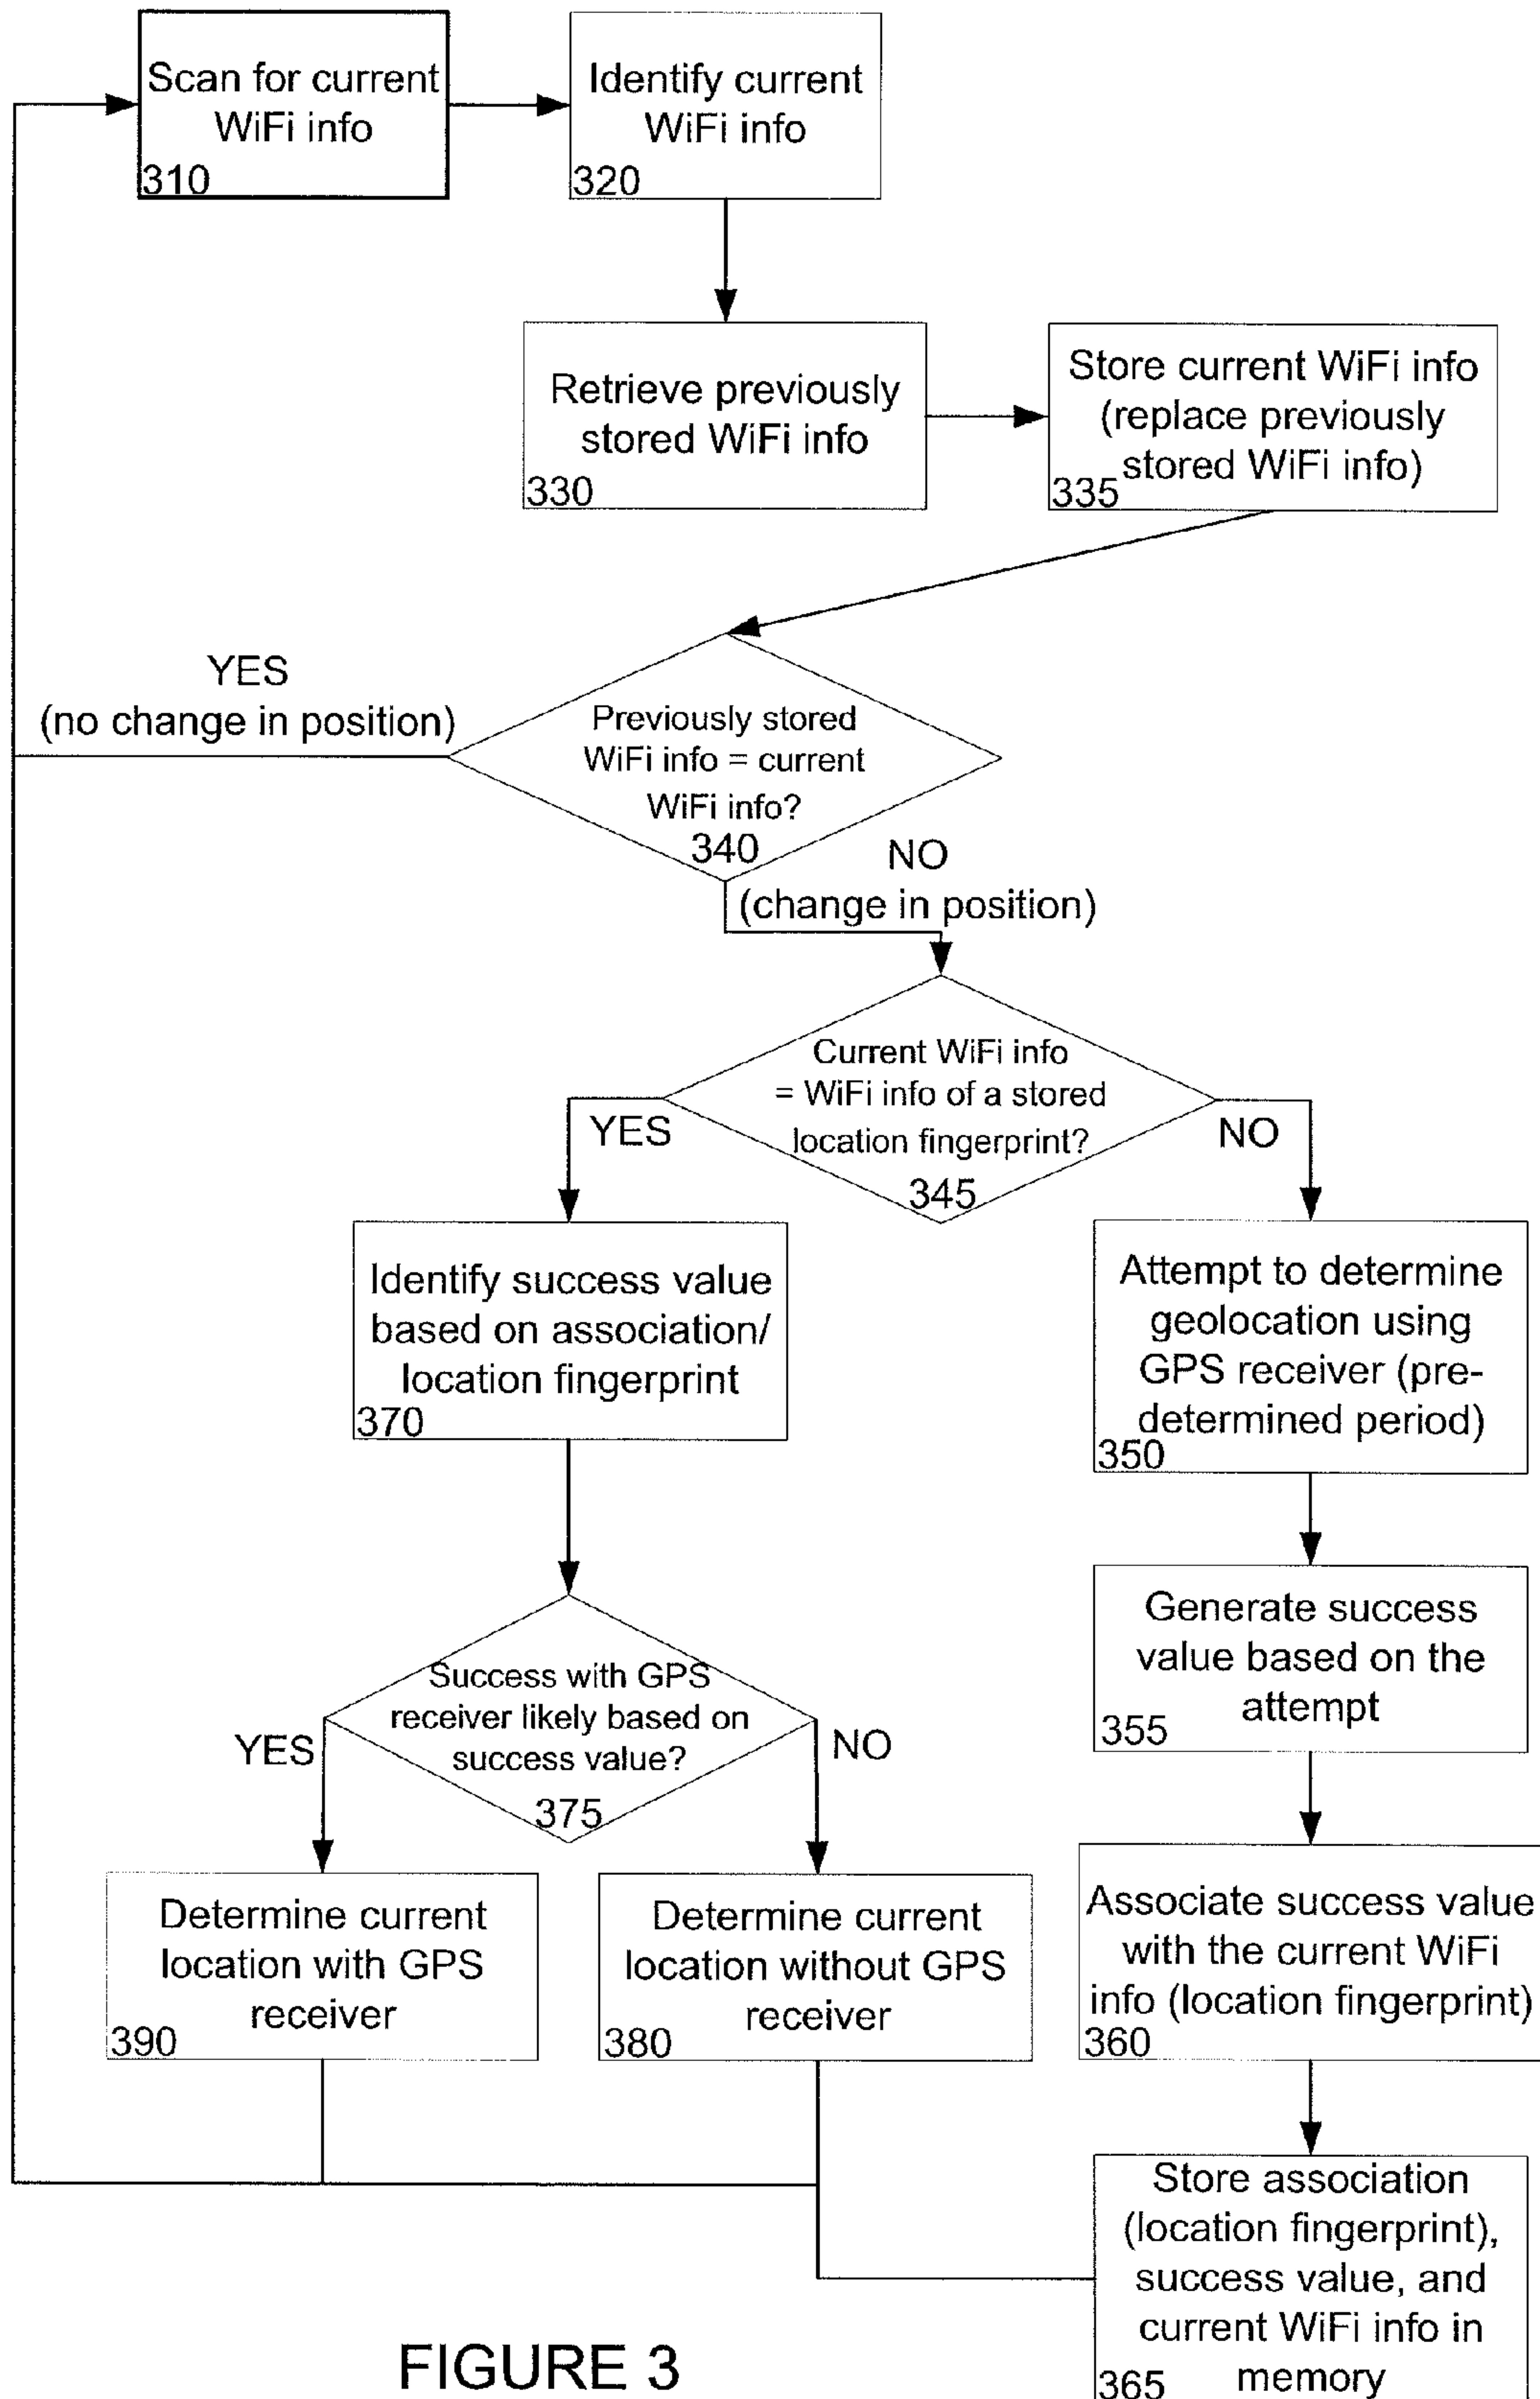 Scan for current
WiFi info
310
Identify current
WiFi info
320
Retrieve previously
stored WiFi info
330
Store current WiFi info
(replace previously
stored WiFi info)
335
YES
(no change in position)
Previously stored
WiFi info = current
WiFi info?
340
NO
(change in position)
Current WiFi info
= WiFi info of a stored
location fingerprint?
345
YES
NO
Identify success value
based on association/
location fingerprint
370
Attempt to determine
geolocation using
GPS receiver (pre-
determined period)
350
Generate success
value based on the
attempt
355
Success with GPS
receiver likely based on
success value?
375
YES
NO
Determine current
location with GPS
receiver
390
Determine current
location without GPS
receiver
380
Associate success value
with the current WiFi
info (location fingerprint)
360
Store association
(location fingerprint),
success value, and
current WiFi info in
memory
365
FIGURE 3